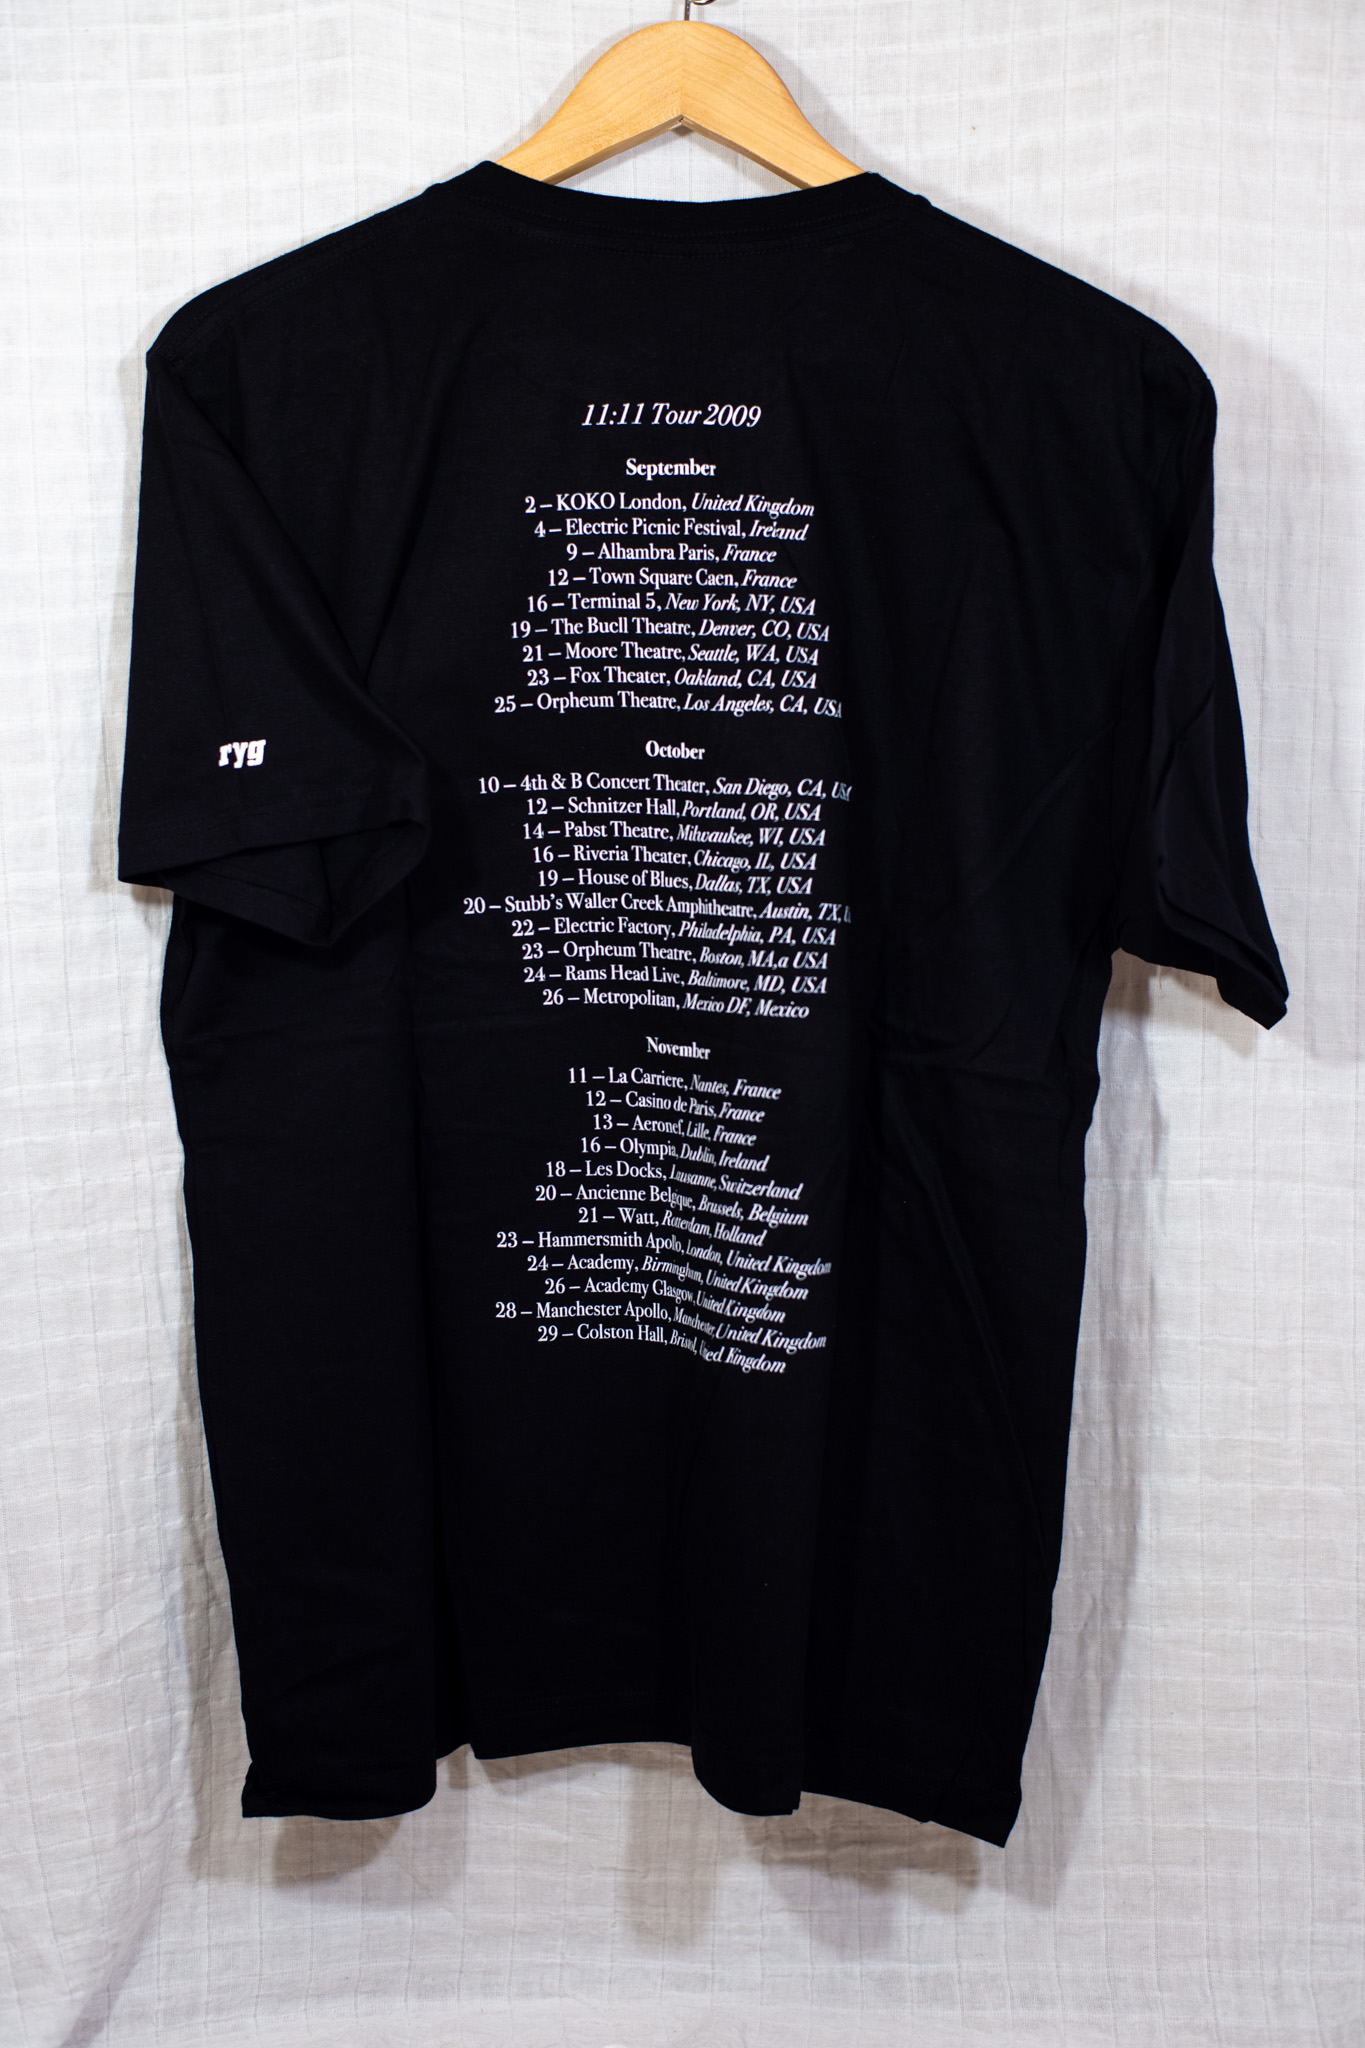 11:11 Tour 2009
September
2 – KOKO London, United Kingdom
4 – Electric Picnic Festival, Ireland
9 – Alhambra Paris, France
12 – Town Square Caen, France
16 – Terminal 5, New York, NY, USA
19 – The Buell Theatre, Denver, CO, USA
21 – Moore Theatre, Seattle, WA, USA
23 – Fox Theater, Oakland, CA, USA
25 – Orpheum Theatre, Los Angeles, CA, USA
ryg
October
10 – 4th & B Concert Theater, San Diego, CA, USA
12 – Schnitzer Hall, Portland, OR, USA
14 – Pabst Theatre, Milwaukee, WI, USA
16 – Riveria Theater, Chicago, IL, USA
19 – House of Blues, Dallas, TX, USA
20 – Stubb's Waller Creek Amphitheatre, Austin, TX,
22 – Electric Factory, Philadelphia, PA, USA
23 – Orpheum Theatre, Boston, MA,a USA
24 – Rams Head Live, Baltimore, MD, USA
26 – Metropolitan, Mexico DF, Mexico
November
11 – La Carriere, Nantes, France
12 – Casino de Paris, France
13 – Aeronef, Lille, France
16 – Olympia, Dublin, Ireland
18 – Les Docks, Lausanne, Switzerland
20 – Ancienne Belgique, Brussels, Belgium
21 – Watt, Rotterdam, Holland
23 – Hammersmith Apollo, London, United Kingdom
24 – Academy, Birmingham, United Kingdom
26 – Academy Glasgow, United Kingdom
28 – Manchester Apollo, Manchester, United Kingdom
29 – Colston Hall, Bristol, United Kingdom